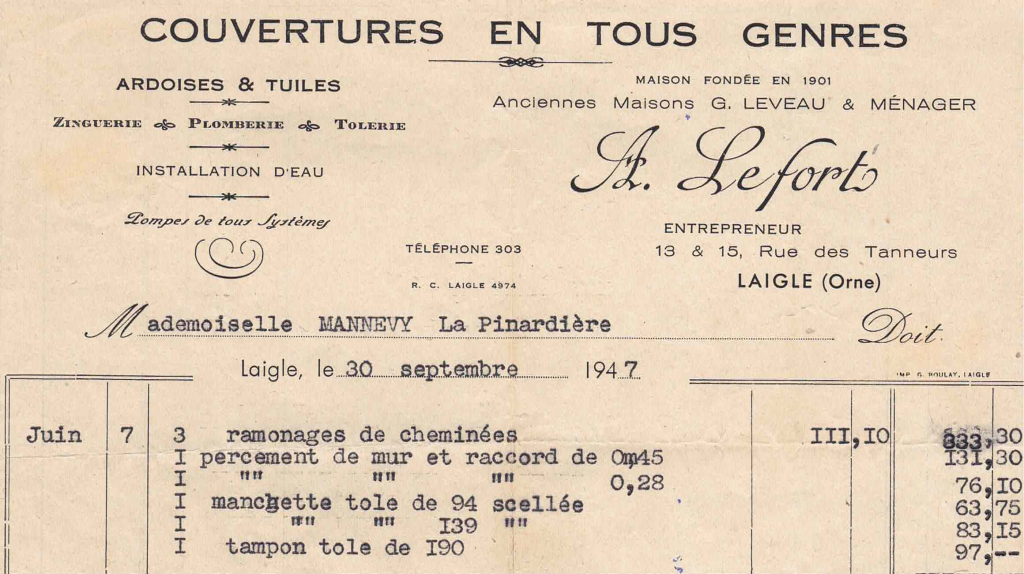 COUVERTURES EN TOUS GENRES
ARDOISES & TUILES
ZINGUERIE PLOMBERIE TOLERIE
INSTALLATION D'EAU
Pompes de tous Systèmes
MAISON FONDÉE EN 1901
Anciennes Maisons G. LEVEAU & MÉNAGER
A. Lefort
ENTREPRENEUR
13 & 15, Rue des Tanneurs
LAIGLE (Orne)
TÉLÉPHONE 303
R. C. LAIGLE 4974
Mademoiselle MANNEVY La Pinardière Doit.
Laigle, le 30 septembre 1947
IMP. G. BOULAY, LAIGLE
Juin 7 3 ramonages de cheminées III,I0 333,30
I percement de mur et raccord de 0m45 I3I,30
I "" "" "" 0,28 76,I0
I manchette tole de 94 scellée 63,75
I "" "" I39 "" 83,I5
I tampon tole de I90 97,--